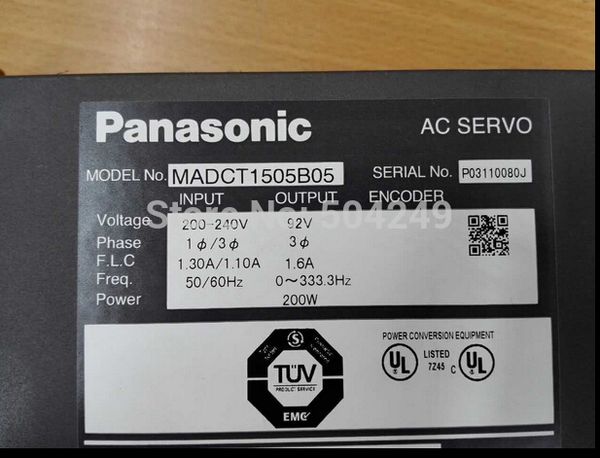 Panasonic AC SERVO
MODEL No. MADCT1505B05 SERIAL No. P03110080J
INPUT OUTPUT ENCODER
Store No: 504249
Voltage 200-240V 92V
Phase 1ϕ/3ϕ 3ϕ
F.L.C 1.30A/1.10A 1.6A
Freq. 50/60Hz 0～333.3Hz
Power 200W
POWER CONVERSION EQUIPMENT
TÜV
PRODUCT SERVICE
EMC
UL LISTED C UL
7Z45